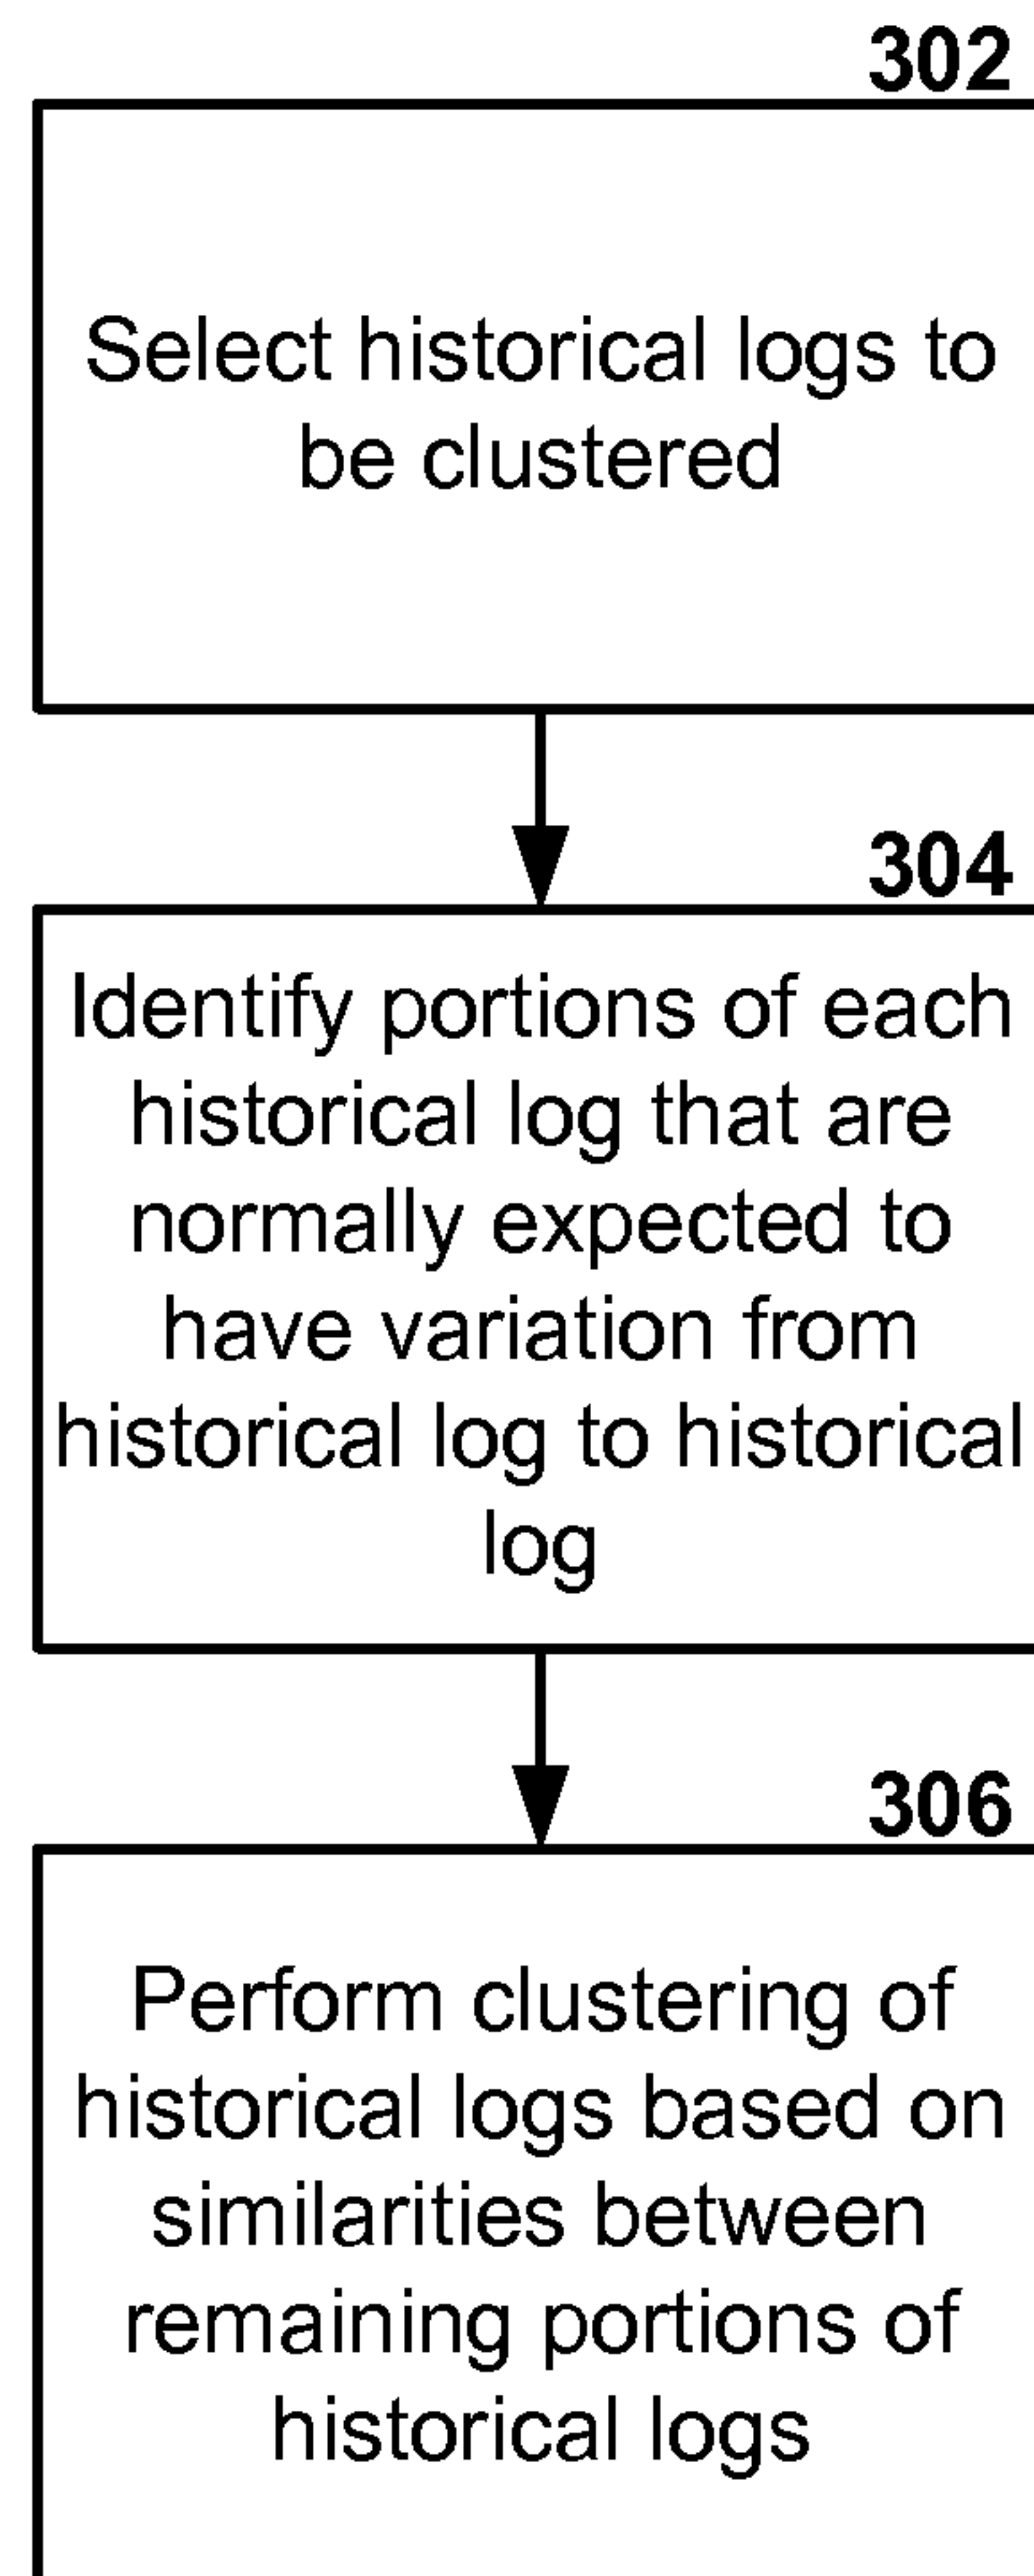 302
Select historical logs to
be clustered
304
Identify portions of each
historical log that are
normally expected to
have variation from
historical log to historical
log
306
Perform clustering of
historical logs based on
similarities between
remaining portions of
historical logs